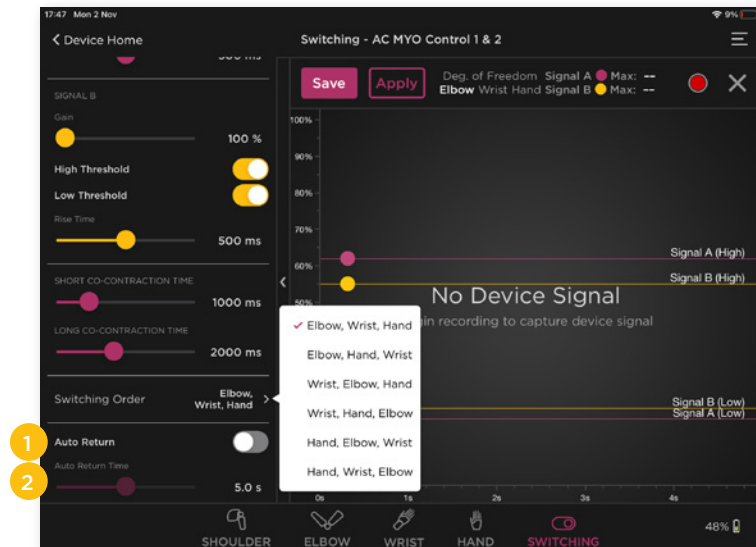 17:47 Mon 2 Nov
9%
Device Home
Switching - AC MYO Control 1 & 2
500 ms
Save
Apply
Deg. of Freedom Signal A Max: --
Elbow Wrist Hand Signal B Max: --
SIGNAL B
Gain
100 %
High Threshold
Low Threshold
Rise Time
500 ms
SHORT CO-CONTRACTION TIME
1000 ms
LONG CO-CONTRACTION TIME
2000 ms
Switching Order
Elbow,
Wrist, Hand
1
Auto Return
2
Auto Return Time
5.0 s
100%
90%
80%
70%
60%
50%
Signal A (High)
Signal B (High)
No Device Signal
in recording to capture device signal
Elbow, Wrist, Hand
Elbow, Hand, Wrist
Wrist, Elbow, Hand
Wrist, Hand, Elbow
Hand, Elbow, Wrist
Hand, Wrist, Elbow
Signal B (Low)
Signal A (Low)
0s
1s
2s
3s
4s
SHOULDER
ELBOW
WRIST
HAND
SWITCHING
48%